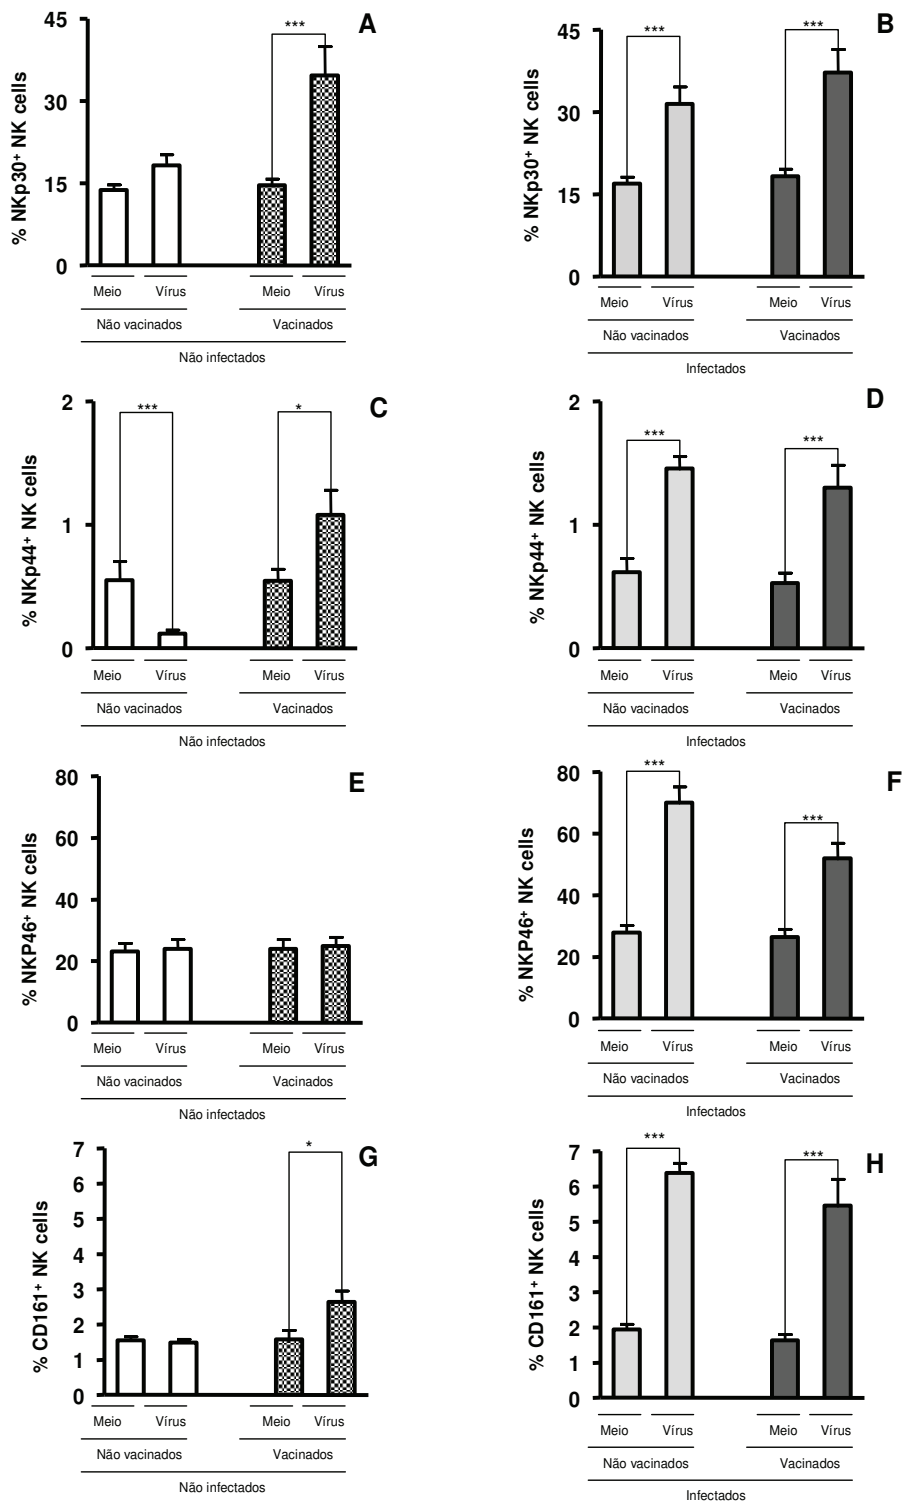 A
% NKp30+ NK cells
45
30
15
0
***
Meio Vírus Meio Vírus
Não vacinados Vacinados
Não infectados
B
% NKp30+ NK cells
45
30
15
0
*** ***
Meio Vírus Meio Vírus
Não vacinados Vacinados
Infectados
C
% NKp44+ NK cells
2
1
0
*** *
Meio Vírus Meio Vírus
Não vacinados Vacinados
Não infectados
D
% NKp44+ NK cells
2
1
0
*** ***
Meio Vírus Meio Vírus
Não vacinados Vacinados
Infectados
E
% NKP46+ NK cells
80
60
40
20
0
Meio Vírus Meio Vírus
Não vacinados Vacinados
Não infectados
F
% NKP46+ NK cells
80
60
40
20
0
*** ***
Meio Vírus Meio Vírus
Não vacinados Vacinados
Infectados
G
% CD161+ NK cells
7
6
5
4
3
2
1
0
*
Meio Vírus Meio Vírus
Não vacinados Vacinados
Não infectados
H
% CD161+ NK cells
7
6
5
4
3
2
1
0
*** ***
Meio Vírus Meio Vírus
Não vacinados Vacinados
Infectados